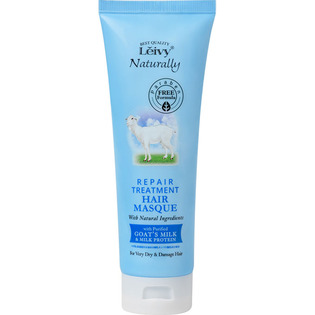 BEST QUALITY
Leivy®
Naturally
paraben
FREE
Formula
REPAIR
TREATMENT
HAIR
MASQUE
With Natural Ingredients
with Purified
GOAT'S MILK
& MILK PROTEIN
For Very Dry & Damage Hair